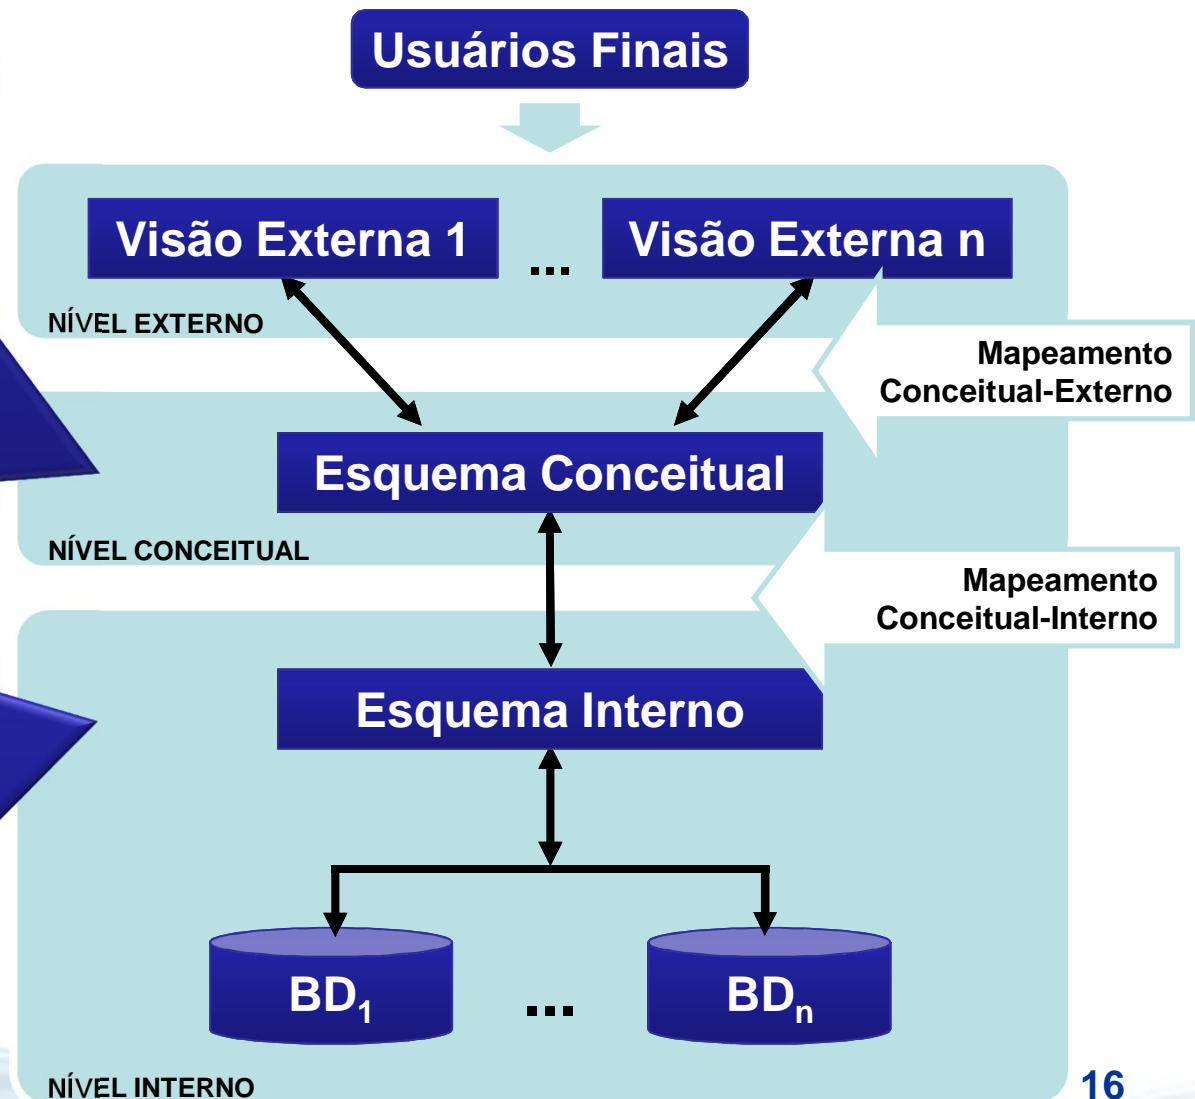 Usuários Finais
Visão Externa 1
...
Visão Externa n
NÍVEL EXTERNO
Mapeamento
Conceitual-Externo
Esquema Conceitual
NÍVEL CONCEITUAL
Mapeamento
Conceitual-Interno
Esquema Interno
BD1
...
BDn
NÍVEL INTERNO
16